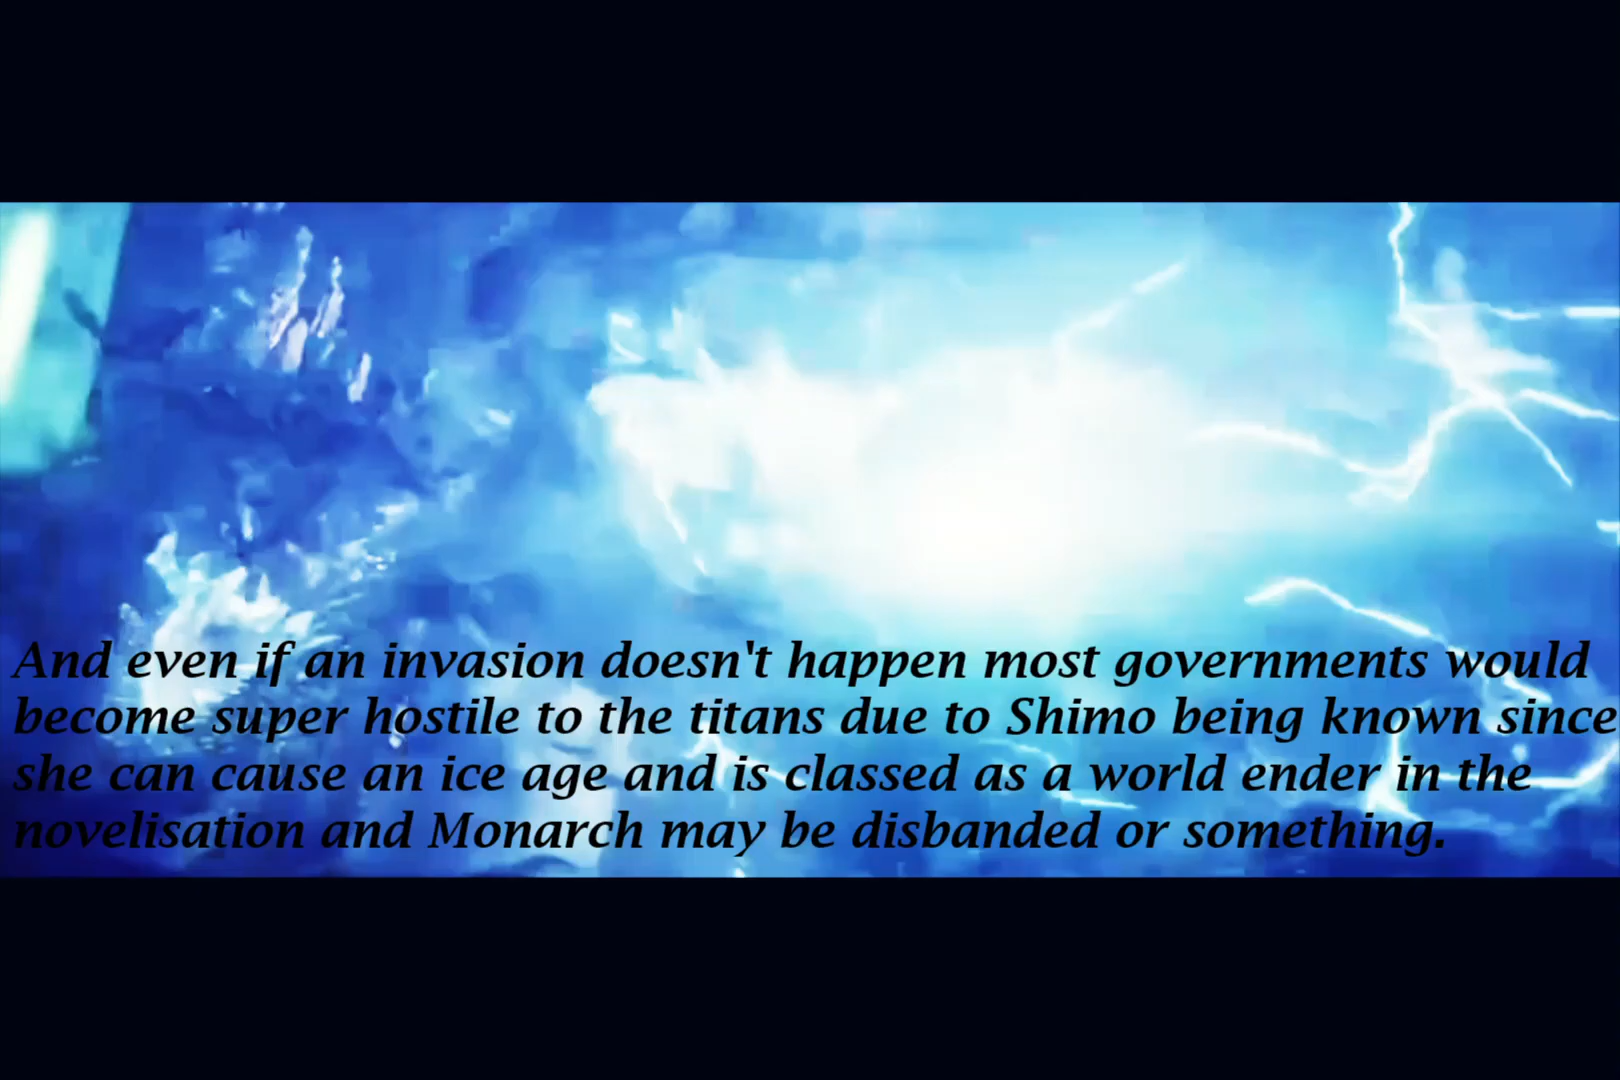 And even if an invasion doesn't happen most governments would
become super hostile to the titans due to Shimo being known since
she can cause an ice age and is classed as a world ender in the
novelisation and Monarch may be disbanded or something.